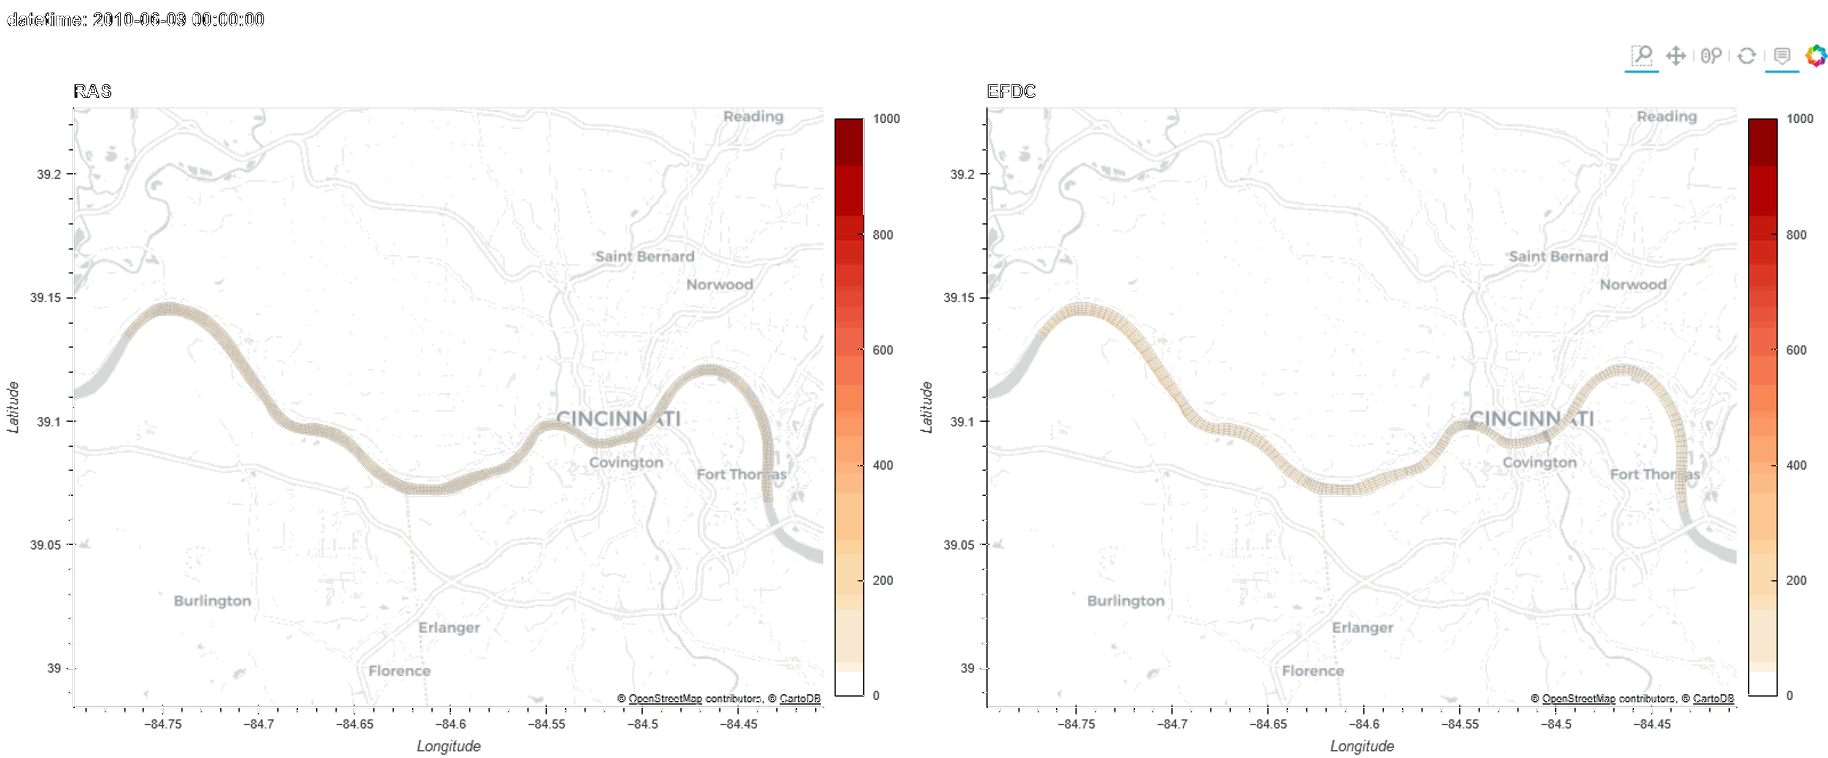 datetime: 2010-06-09 00:00:00
RAS
Reading
Saint Bernard
Norwood
CINCINNATI
Covington
Fort Thomas
Burlington
Erlanger
Florence
© OpenStreetMap contributors, © CartoDB
39.2
39.15
39.1
39.05
39
Latitude
−84.75
−84.7
−84.65
−84.6
−84.55
−84.5
−84.45
Longitude
1000
800
600
400
200
0
EFDC
Reading
Saint Bernard
Norwood
CINCINNATI
Covington
Fort Thomas
Burlington
Erlanger
Florence
© OpenStreetMap contributors, © CartoDB
39.2
39.15
39.1
39.05
39
Latitude
−84.75
−84.7
−84.65
−84.6
−84.55
−84.5
−84.45
Longitude
1000
800
600
400
200
0